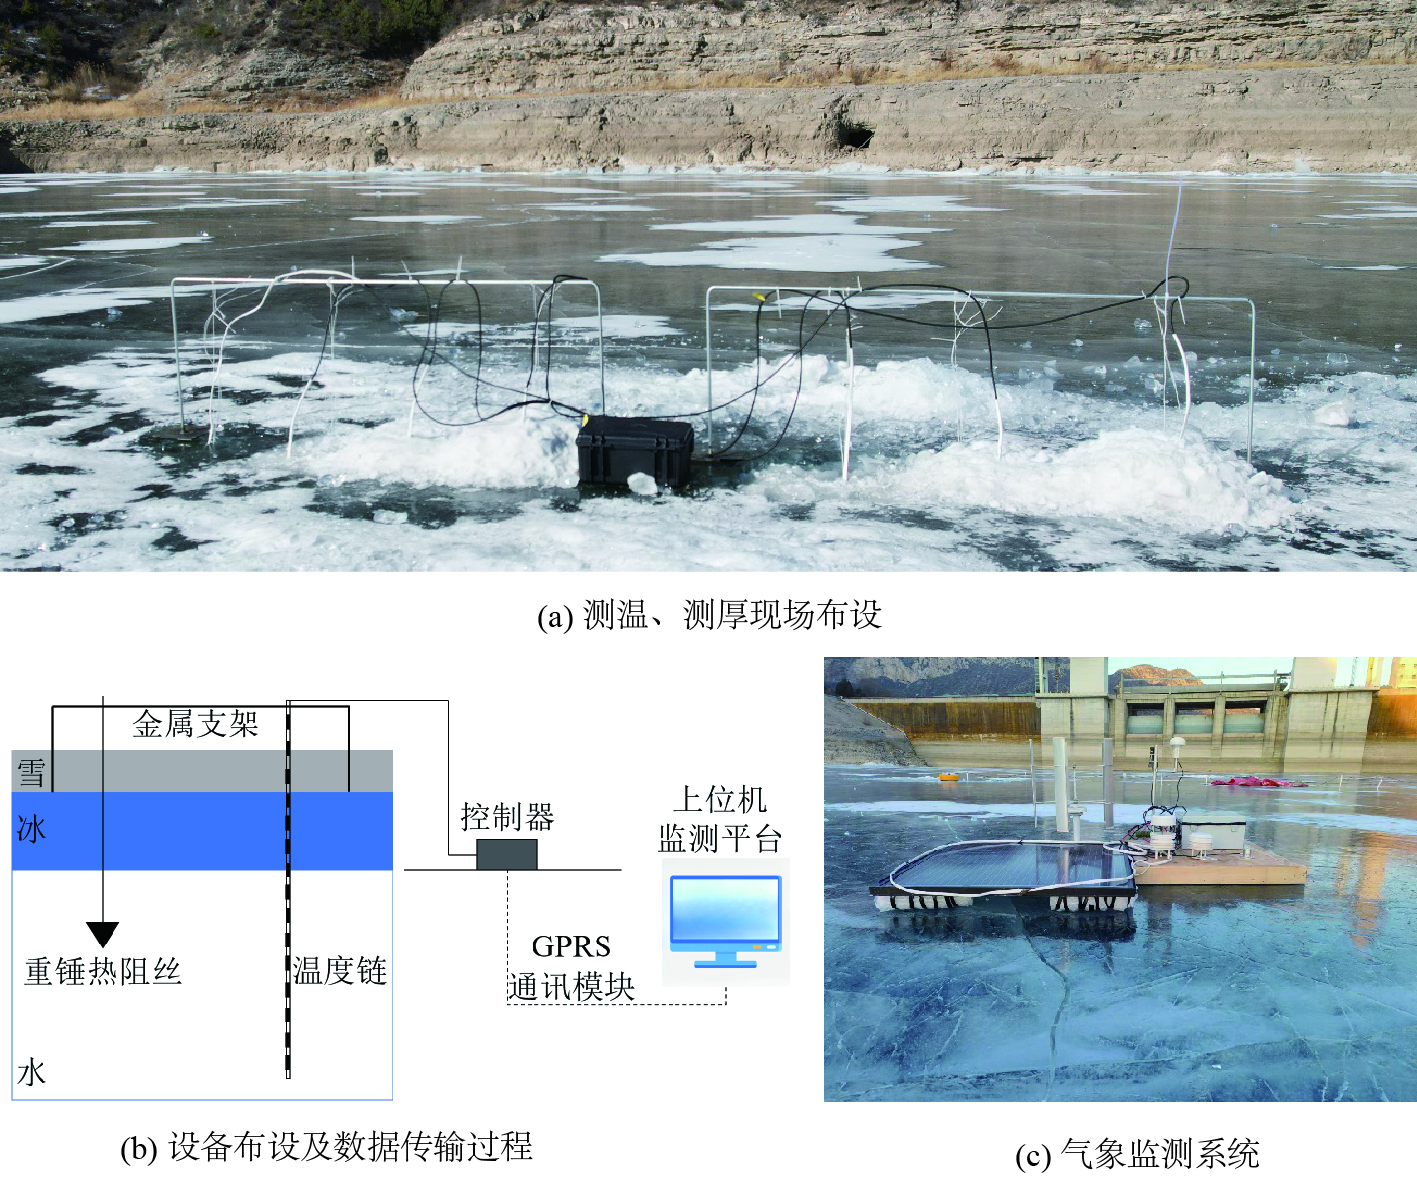 (a) 测温、测厚现场布设
金属支架
雪
冰
控制器
上位机
监测平台
GPRS
通讯模块
重锤热阻丝
温度链
水
(b) 设备布设及数据传输过程
(c) 气象监测系统